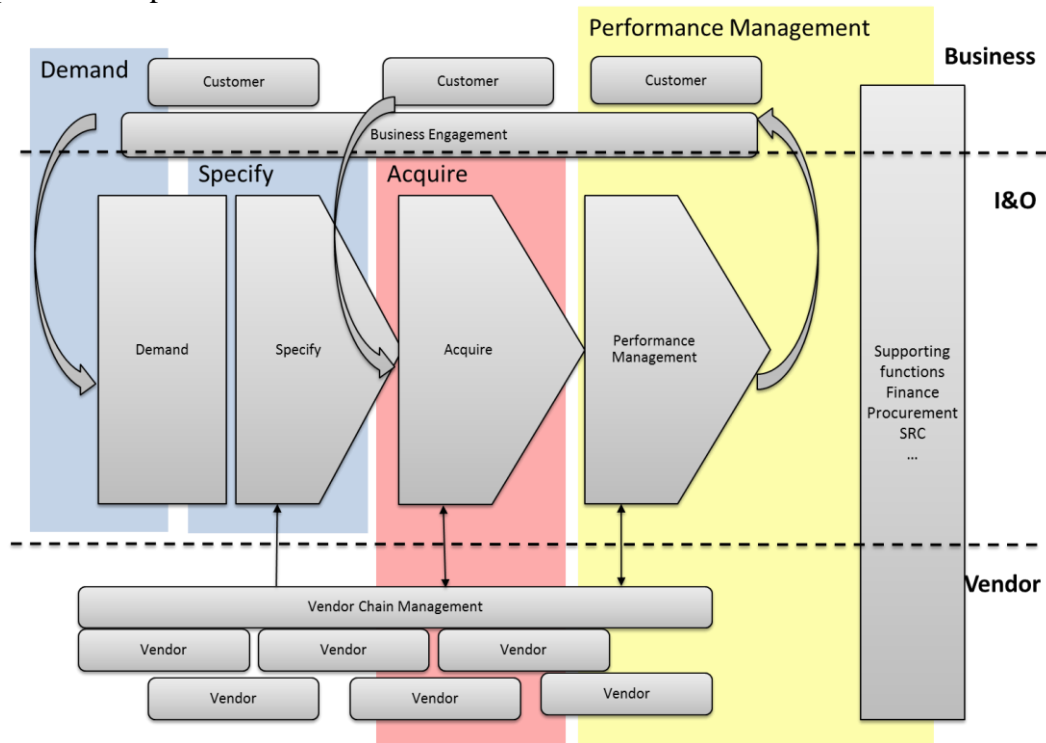 Performance Management
Business
Demand
Customer
Customer
Customer
Business Engagement
Specify
Acquire
I&O
Demand
Specify
Acquire
Performance
Management
Supporting
functions
Finance
Procurement
SRC
...
Vendor
Vendor Chain Management
Vendor
Vendor
Vendor
Vendor
Vendor
Vendor